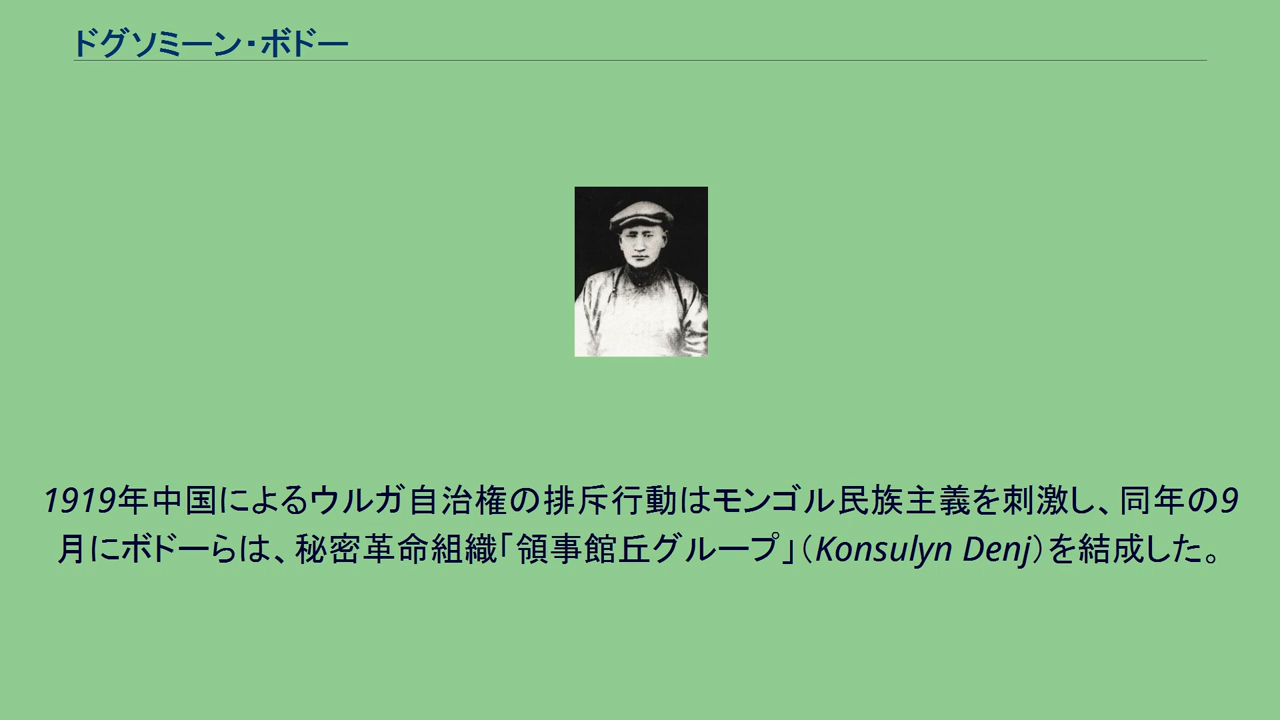 ドグソミーン・ボドー
1919年中国によるウルガ自治権の排斥行動はモンゴル民族主義を刺激し、同年の9
月にボドーらは、秘密革命組織「領事館丘グループ」（Konsulyn Denj）を結成した。